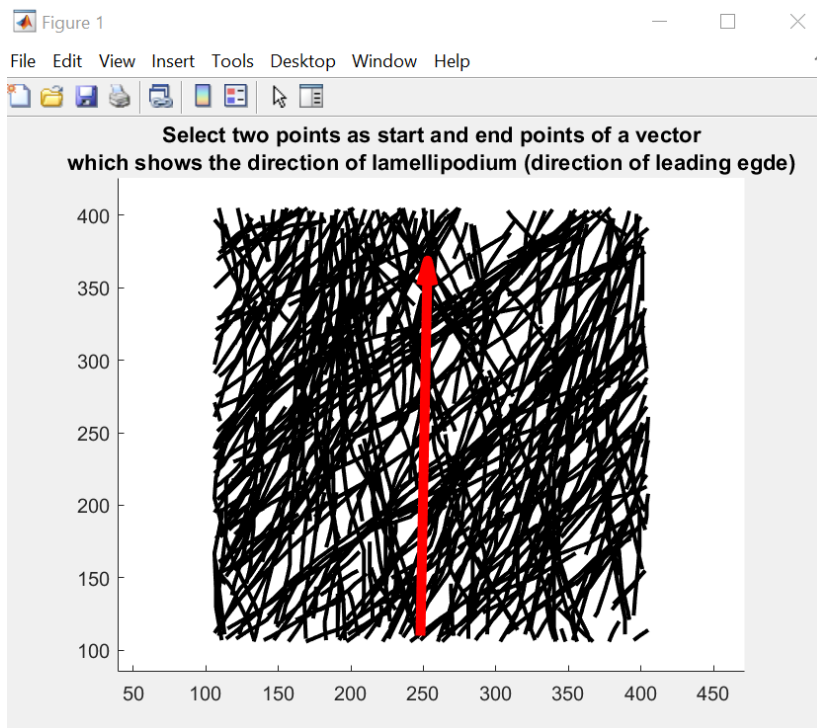 Figure 1
File Edit View Insert Tools Desktop Window Help
Select two points as start and end points of a vector
which shows the direction of lamellipodium (direction of leading egde)
400
350
300
250
200
150
100
50 100 150 200 250 300 350 400 450